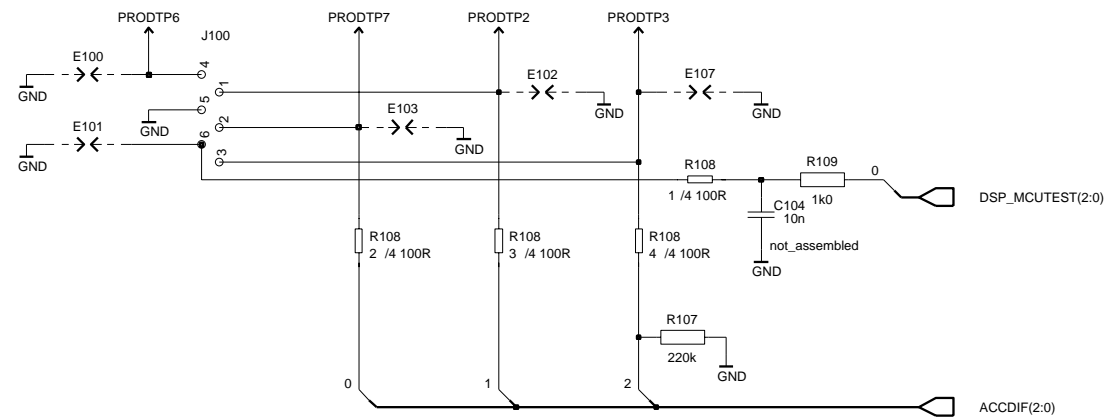 PRODTP6
PRODTP7
PRODTP2
PRODTP3
J100
E100
4
GND
1
E102
GND
E107
GND
5
GND
E103
GND
2
E101
GND
6
3
R108
1 /4 100R
R109
1k0
0
DSP_MCUTEST(2:0)
C104
10n
not_assembled
GND
R108
2 /4 100R
R108
3 /4 100R
R108
4 /4 100R
R107
220k
GND
0
1
2
ACCDIF(2:0)